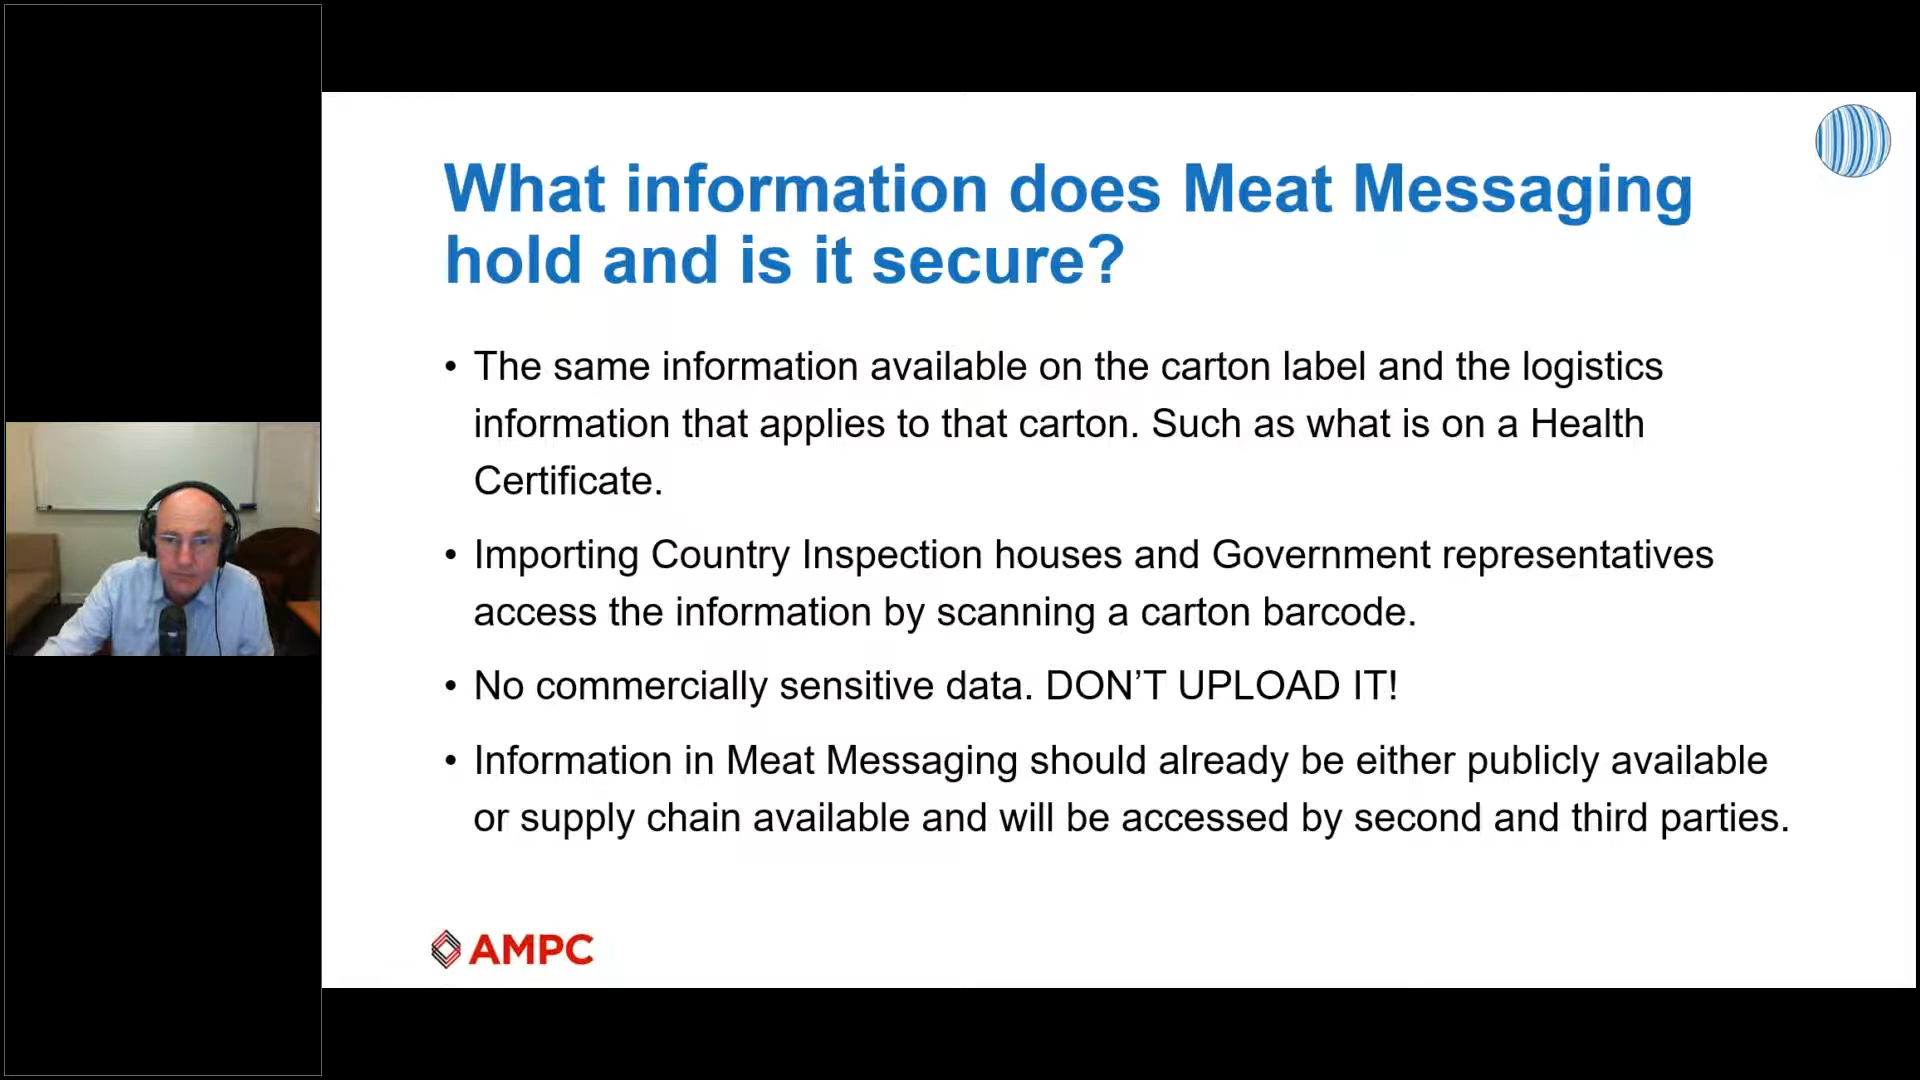 What information does Meat Messaging
hold and is it secure?
• The same information available on the carton label and the logistics
information that applies to that carton. Such as what is on a Health
Certificate.
• Importing Country Inspection houses and Government representatives
access the information by scanning a carton barcode.
• No commercially sensitive data. DON’T UPLOAD IT!
• Information in Meat Messaging should already be either publicly available
or supply chain available and will be accessed by second and third parties.
AMPC